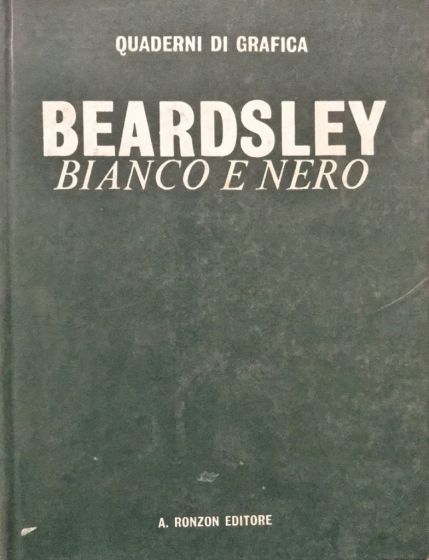 QUADERNI DI GRAFICA
BEARDSLEY
BIANCO E NERO
A. RONZON EDITORE